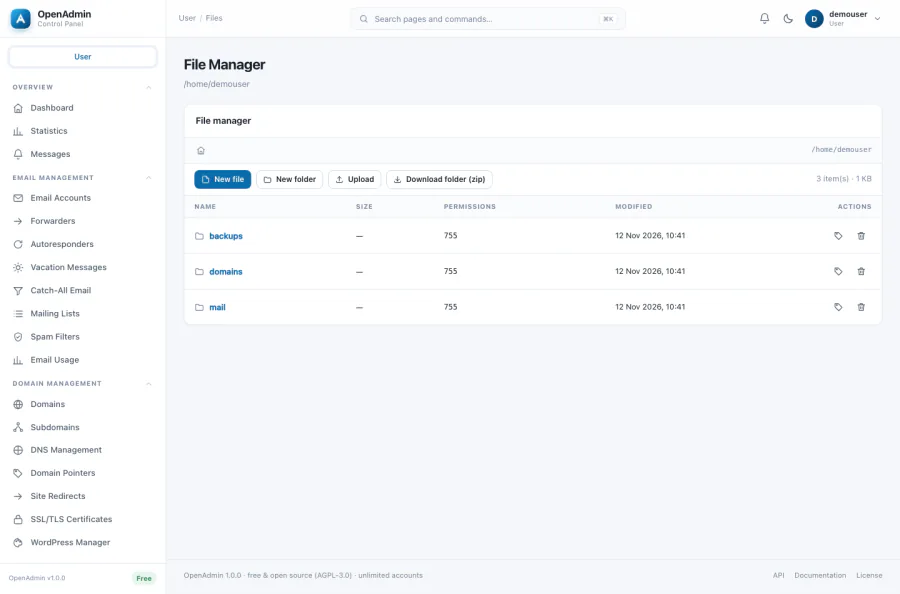 OpenAdmin
Control Panel
User / Files
Search pages and commands...
⌘K
D
demouser
User
User
OVERVIEW
Dashboard
Statistics
Messages
EMAIL MANAGEMENT
Email Accounts
Forwarders
Autoresponders
Vacation Messages
Catch-All Email
Mailing Lists
Spam Filters
Email Usage
DOMAIN MANAGEMENT
Domains
Subdomains
DNS Management
Domain Pointers
Site Redirects
SSL/TLS Certificates
WordPress Manager
OpenAdmin v1.0.0
Free
File Manager
/home/demouser
File manager
/home/demouser
New file New folder Upload Download folder (zip) 3 item(s) · 1 KB
NAME SIZE PERMISSIONS MODIFIED ACTIONS
backups — 755 12 Nov 2026, 10:41
domains — 755 12 Nov 2026, 10:41
mail — 755 12 Nov 2026, 10:41
OpenAdmin 1.0.0 · free & open source (AGPL-3.0) · unlimited accounts
API Documentation License